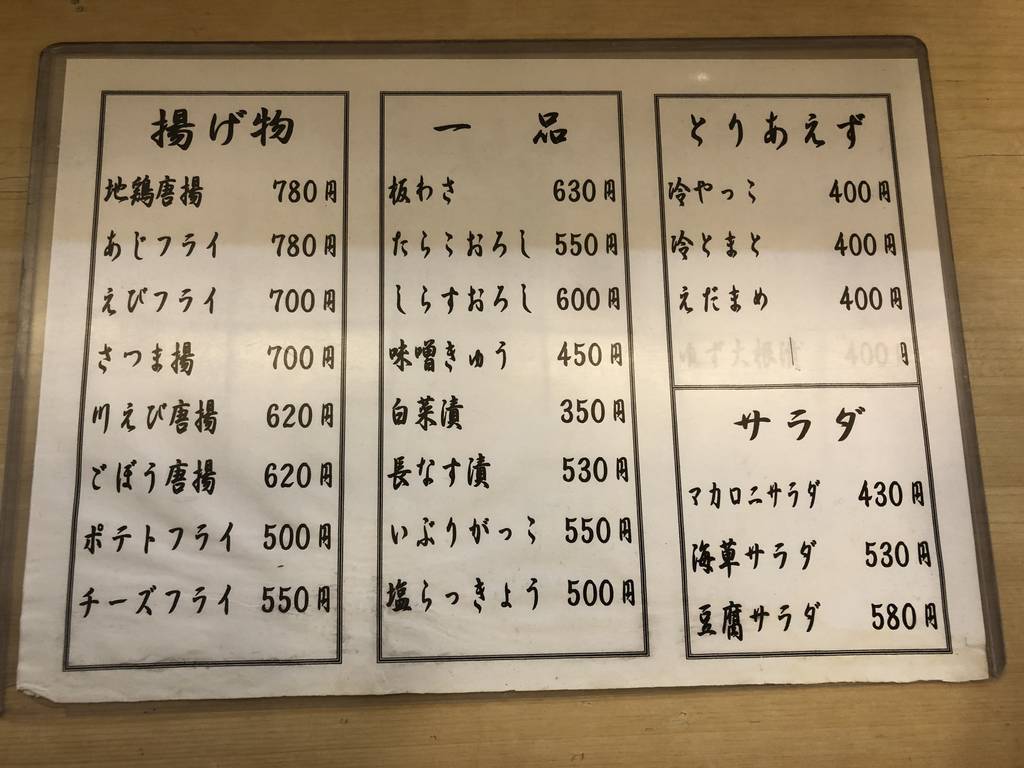 揚げ物
地鶏唐揚 780円
あじフライ 780円
えびフライ 700円
さつま揚 700円
川えび唐揚 620円
ごぼう唐揚 620円
ポテトフライ 500円
チーズフライ 550円
一品
板わさ 630円
たらこおろし 550円
しらすおろし 600円
味噌きゅう 450円
白菜漬 350円
長なす漬 530円
いぶりがっこ 550円
塩らっきょう 500円
とりあえず
冷やっこ 400円
冷とまと 400円
えだまめ 400円
ゆず大根 400円
サラダ
マカロニサラダ 430円
海草サラダ 530円
豆腐サラダ 580円